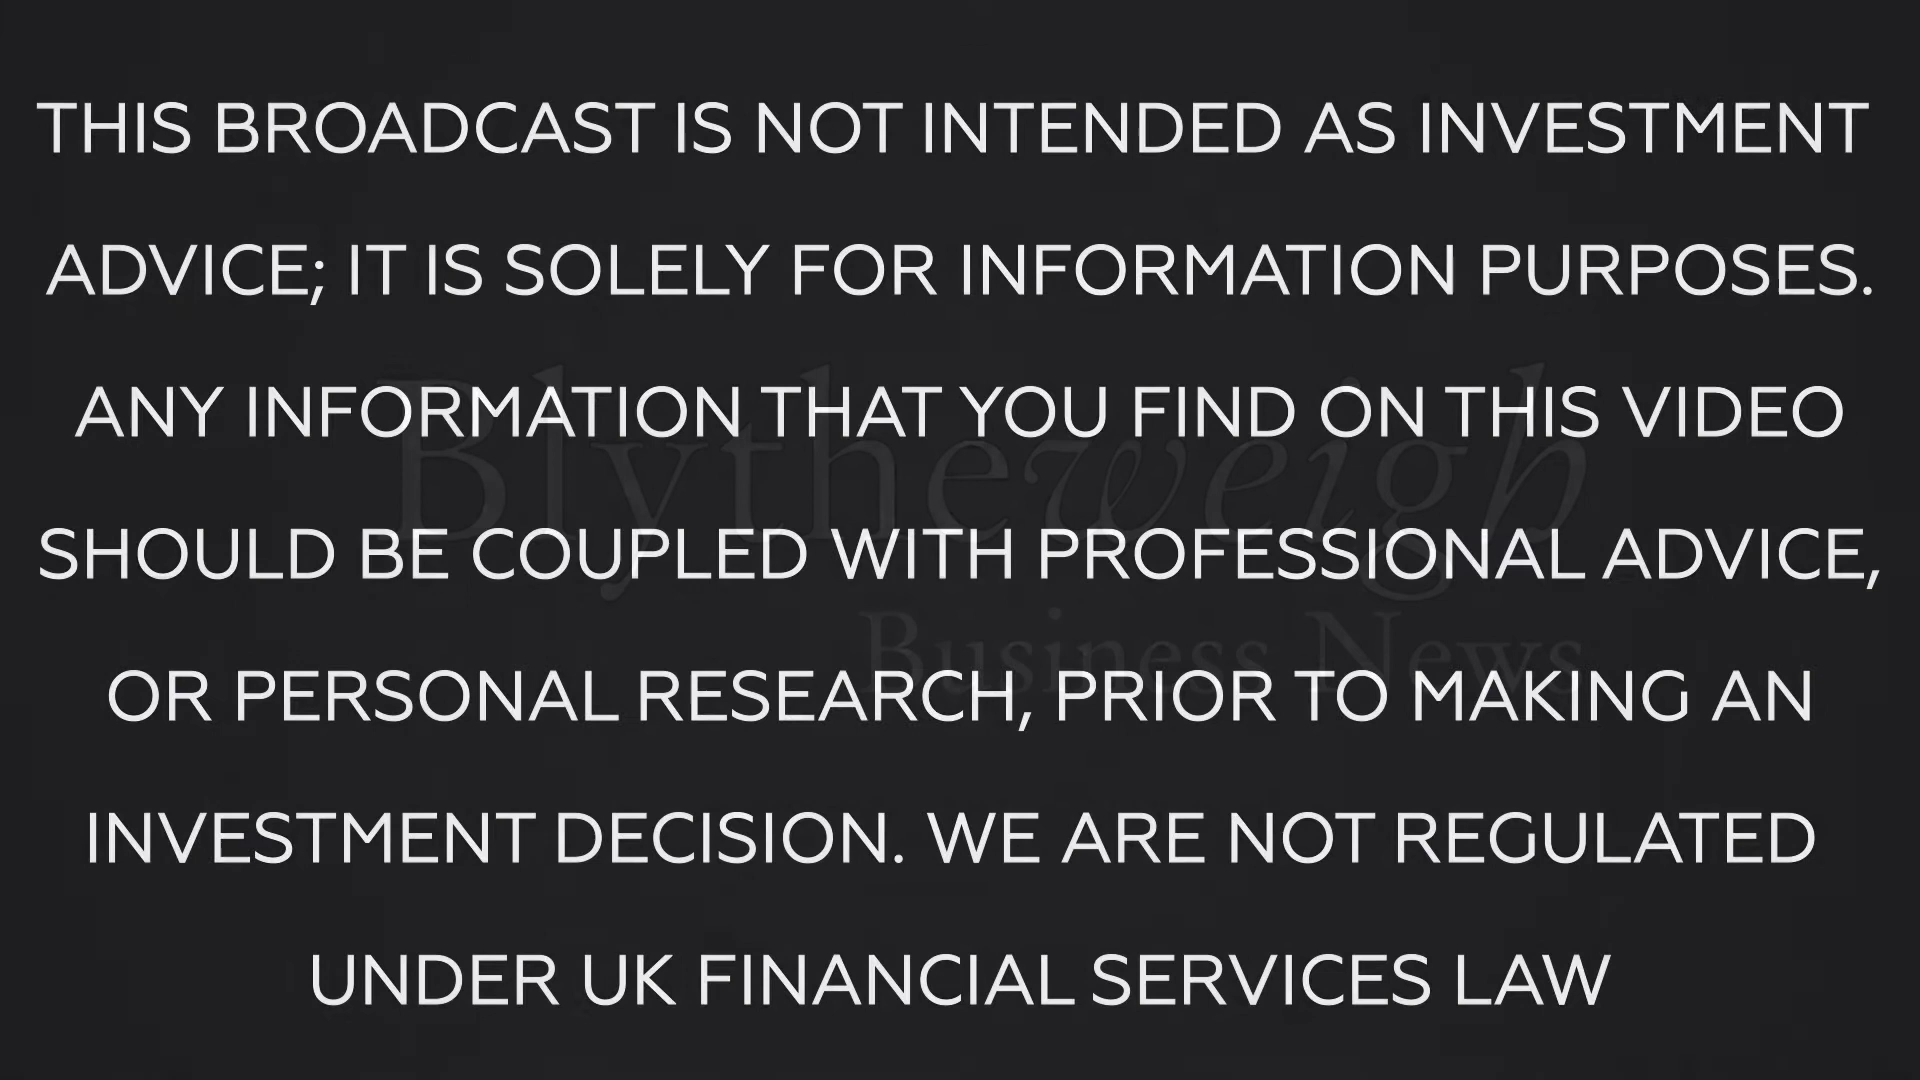 THIS BROADCAST IS NOT INTENDED AS INVESTMENT
ADVICE; IT IS SOLELY FOR INFORMATION PURPOSES.
ANY INFORMATION THAT YOU FIND ON THIS VIDEO
Blytheweigh
SHOULD BE COUPLED WITH PROFESSIONAL ADVICE,
Business News
OR PERSONAL RESEARCH, PRIOR TO MAKING AN
INVESTMENT DECISION. WE ARE NOT REGULATED
UNDER UK FINANCIAL SERVICES LAW